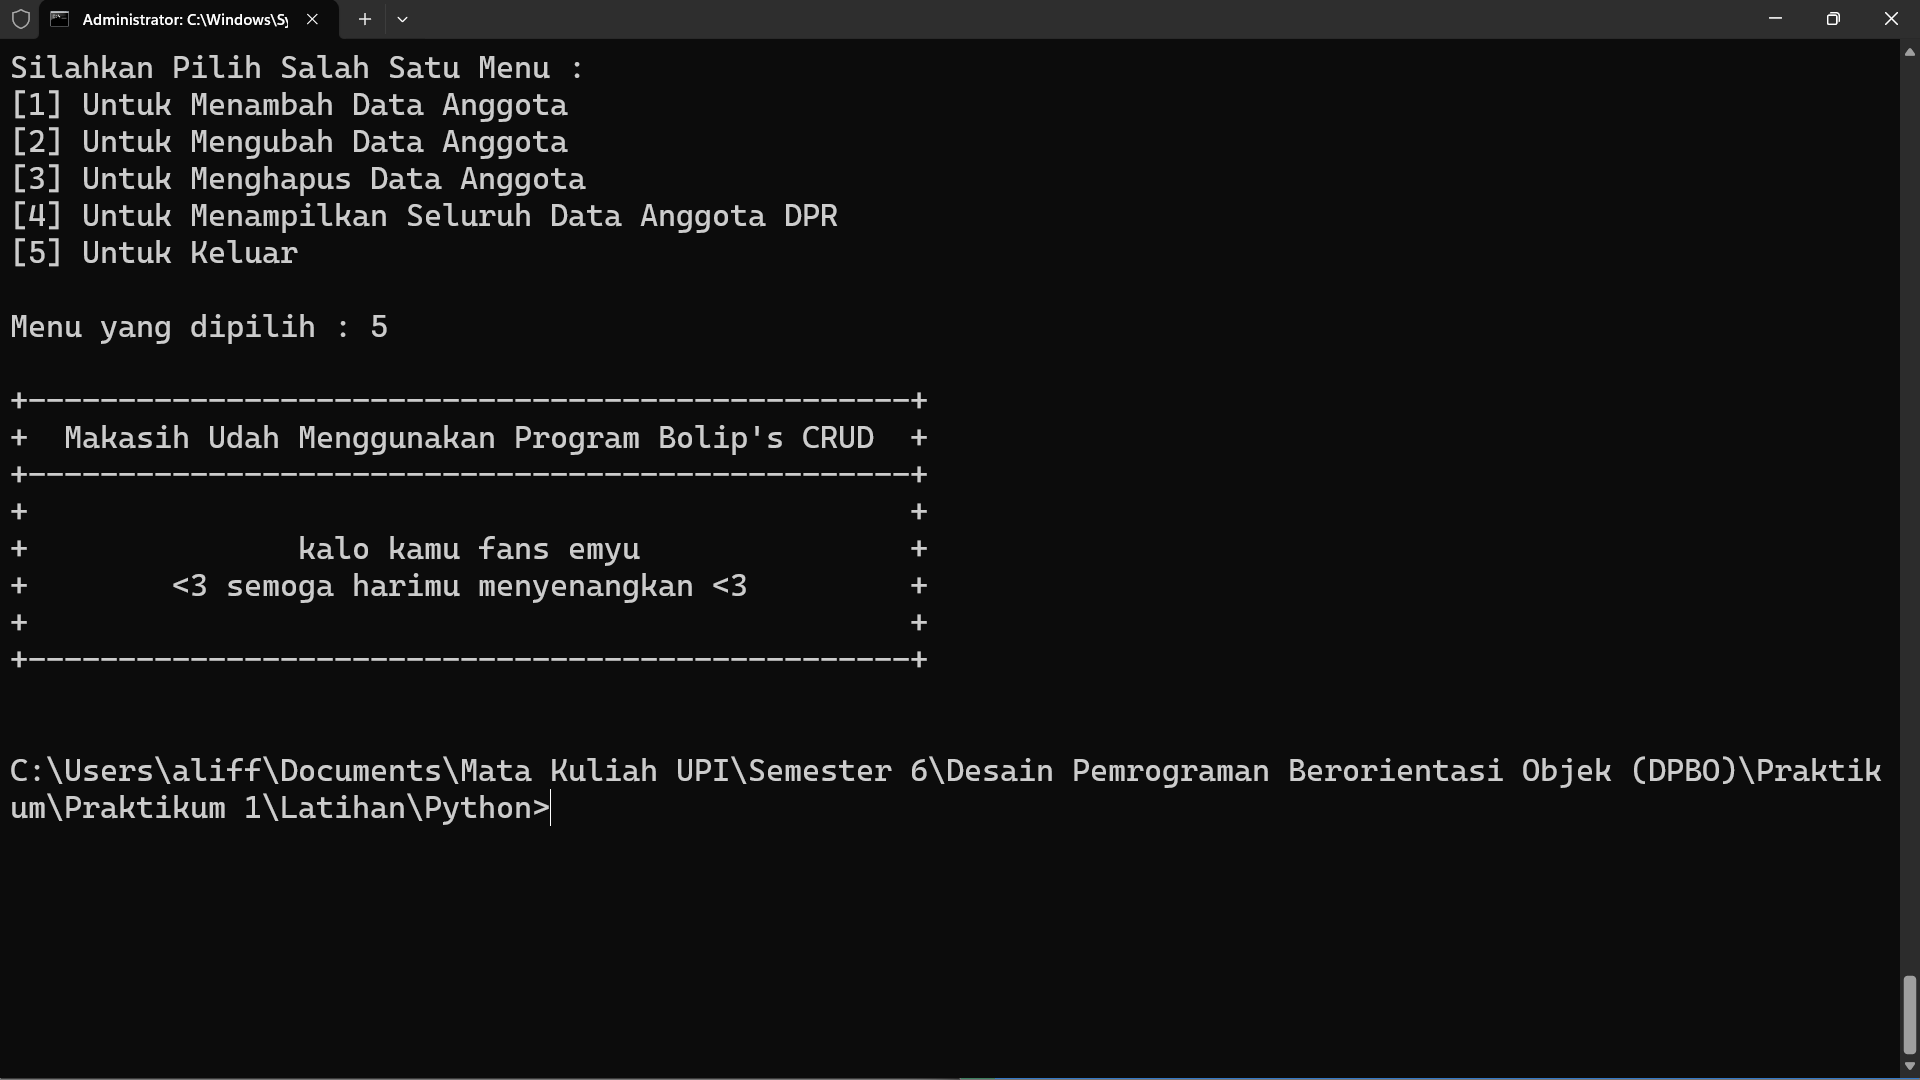 Administrator: C:\Windows\Sy
Silahkan Pilih Salah Satu Menu :
[1] Untuk Menambah Data Anggota
[2] Untuk Mengubah Data Anggota
[3] Untuk Menghapus Data Anggota
[4] Untuk Menampilkan Seluruh Data Anggota DPR
[5] Untuk Keluar
Menu yang dipilih : 5
+-------------------------------------------------+
+  Makasih Udah Menggunakan Program Bolip's CRUD  +
+-------------------------------------------------+
+                                                 +
+               kalo kamu fans emyu               +
+        <3 semoga harimu menyenangkan <3         +
+                                                 +
+-------------------------------------------------+
C:\Users\aliff\Documents\Mata Kuliah UPI\Semester 6\Desain Pemrograman Berorientasi Objek (DPBO)\Praktik
um\Praktikum 1\Latihan\Python>